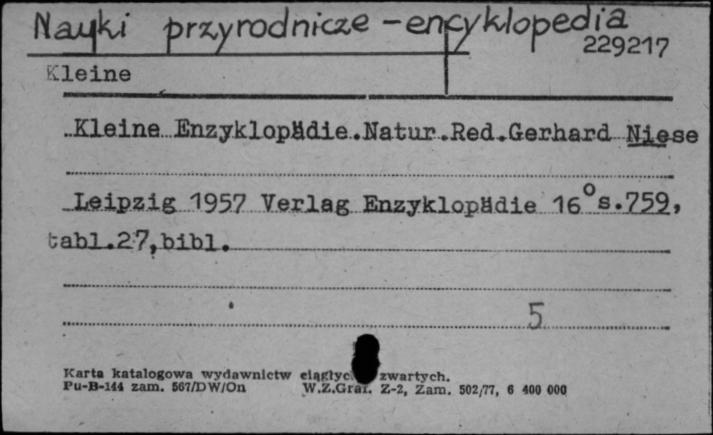 Nauki przyrodnicze - encyklopedia
229217
Kleine
Kleine Enzyklopädie.Natur.Red.Gerhard Niese
Leipzig 1957 Verlag Enzyklopädie 16° s.759,
tabl.27,bibl.
5
Karta katalogowa wydawnictw zwartych.
Pu-B-144 zam. 567/DW/On W.Z.Graf. Z-2, Zam. 502/77, 6 400 000